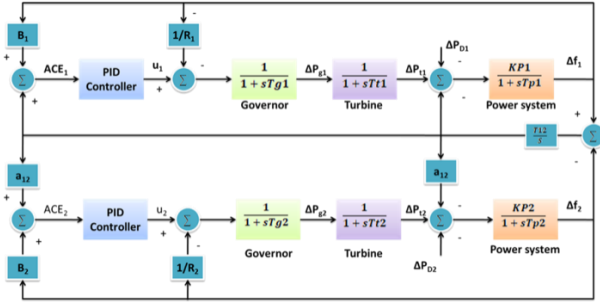 B1
1/R1
+
-
ACE1
Σ
+
PID
Controller
u1
+
Σ
-
1
1 + sTg1
Governor
ΔPg1
1
1 + sTt1
Turbine
ΔPt1
ΔPD1
-
Σ
-
KP1
1 + sTp1
Power system
Δf1
T12
s
+
Σ
-
a12
a12
+
ACE2
Σ
+
PID
Controller
u2
+
Σ
-
1
1 + sTg2
Governor
ΔPg2
1
1 + sTt2
Turbine
ΔPt2
-
Σ
-
ΔPD2
KP2
1 + sTp2
Power system
Δf2
B2
1/R2